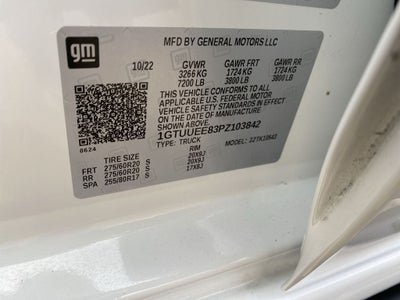 gm
MFD BY GENERAL MOTORS LLC
10/22 GVWR GAWR FRT GAWR RR
3266 KG 1724 KG 1724 KG
7200 LB 3800 LB 3800 LB
THIS VEHICLE CONFORMS TO ALL
APPLICABLE U.S. FEDERAL MOTOR
VEHICLE SAFETY STANDARDS IN EFFECT
ON THE DATE OF MANUFACTURE SHOWN ABOVE.
1GTUUEE83PZ103842
TYPE: TRUCK
0624
TIRE SIZE RIM
FRT 275/60R20 S 20X9J
RR 275/60R20 S 20X9J
SPA 255/80R17 S 17X8J